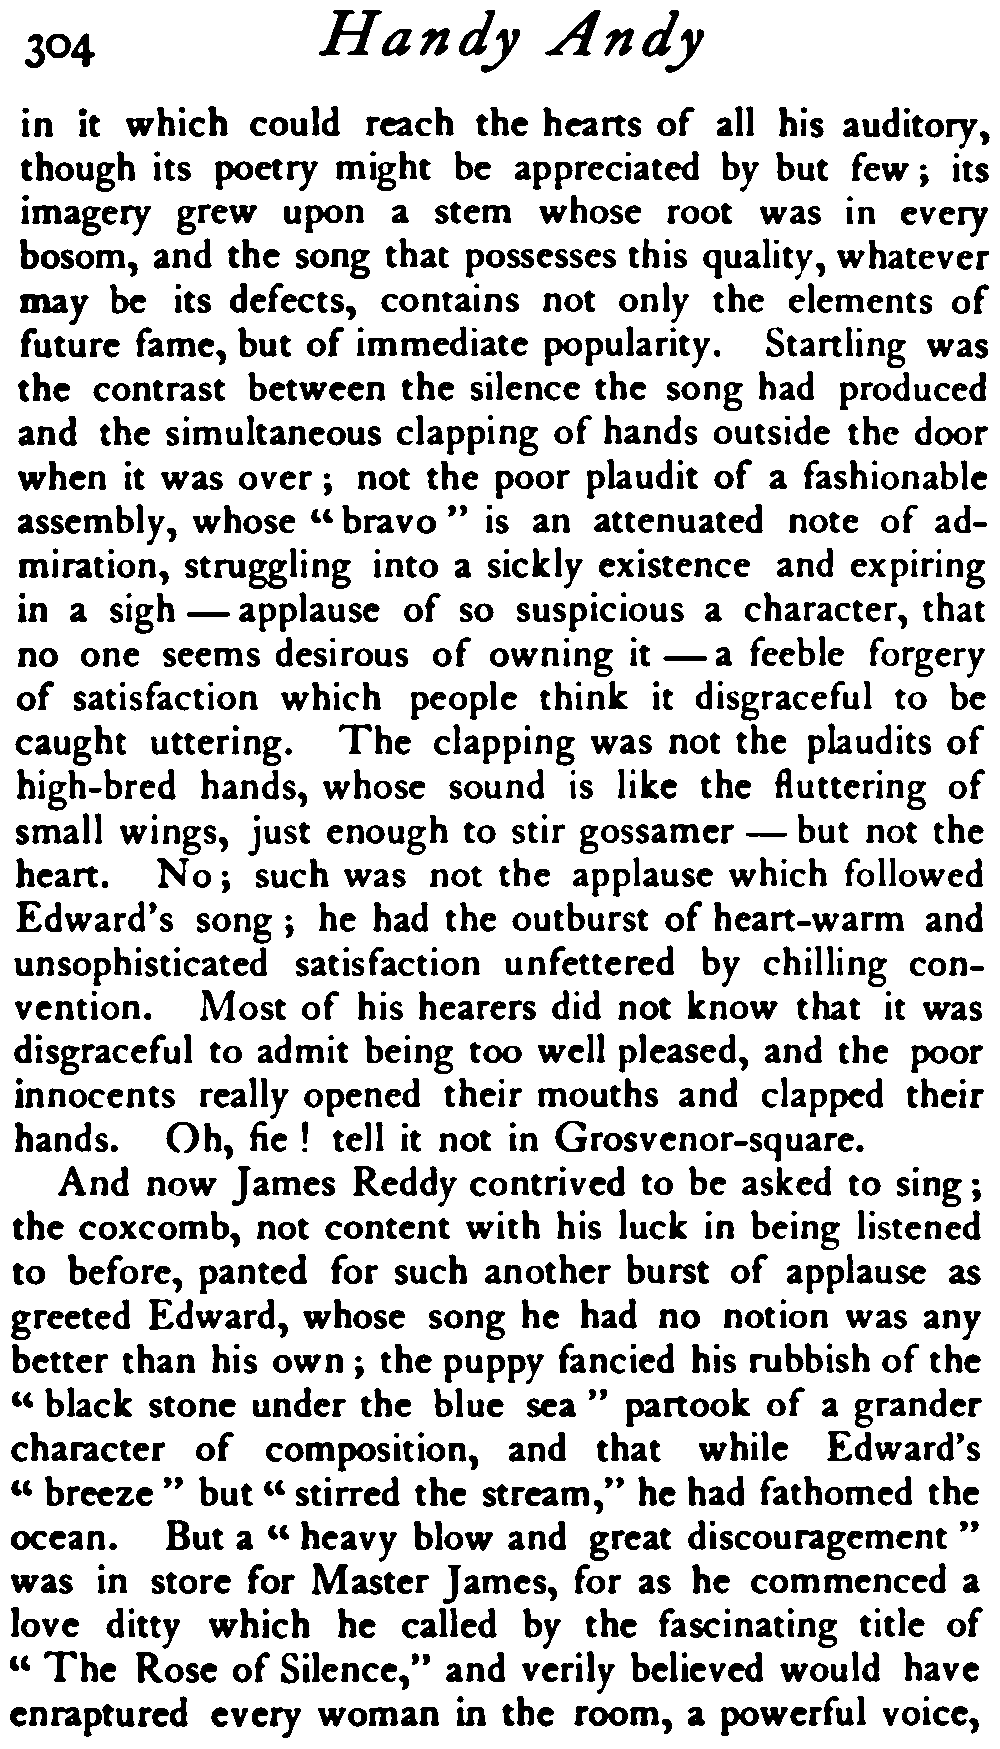 304 Handy Andy
in it which could reach the hearts of all his auditory,
though its poetry might be appreciated by but few ; its
imagery grew upon a stem whose root was in every
bosom, and the song that possesses this quality, whatever
may be its defects, contains not only the elements of
future fame, but of immediate popularity. Startling was
the contrast between the silence the song had produced
and the simultaneous clapping of hands outside the door
when it was over ; not the poor plaudit of a fashionable
assembly, whose “ bravo ” is an attenuated note of ad-
miration, struggling into a sickly existence and expiring
in a sigh — applause of so suspicious a character, that
no one seems desirous of owning it — a feeble forgery
of satisfaction which people think it disgraceful to be
caught uttering. The clapping was not the plaudits of
high-bred hands, whose sound is like the fluttering of
small wings, just enough to stir gossamer — but not the
heart. No ; such was not the applause which followed
Edward’s song ; he had the outburst of heart-warm and
unsophisticated satisfaction unfettered by chilling con-
vention. Most of his hearers did not know that it was
disgraceful to admit being too well pleased, and the poor
innocents really opened their mouths and clapped their
hands. Oh, fie ! tell it not in Grosvenor-square.
And now James Reddy contrived to be asked to sing ;
the coxcomb, not content with his luck in being listened
to before, panted for such another burst of applause as
greeted Edward, whose song he had no notion was any
better than his own ; the puppy fancied his rubbish of the
“ black stone under the blue sea ” partook of a grander
character of composition, and that while Edward’s
“ breeze ” but “ stirred the stream,” he had fathomed the
ocean. But a “ heavy blow and great discouragement ”
was in store for Master James, for as he commenced a
love ditty which he called by the fascinating title of
“ The Rose of Silence,” and verily believed would have
enraptured every woman in the room, a powerful voice,